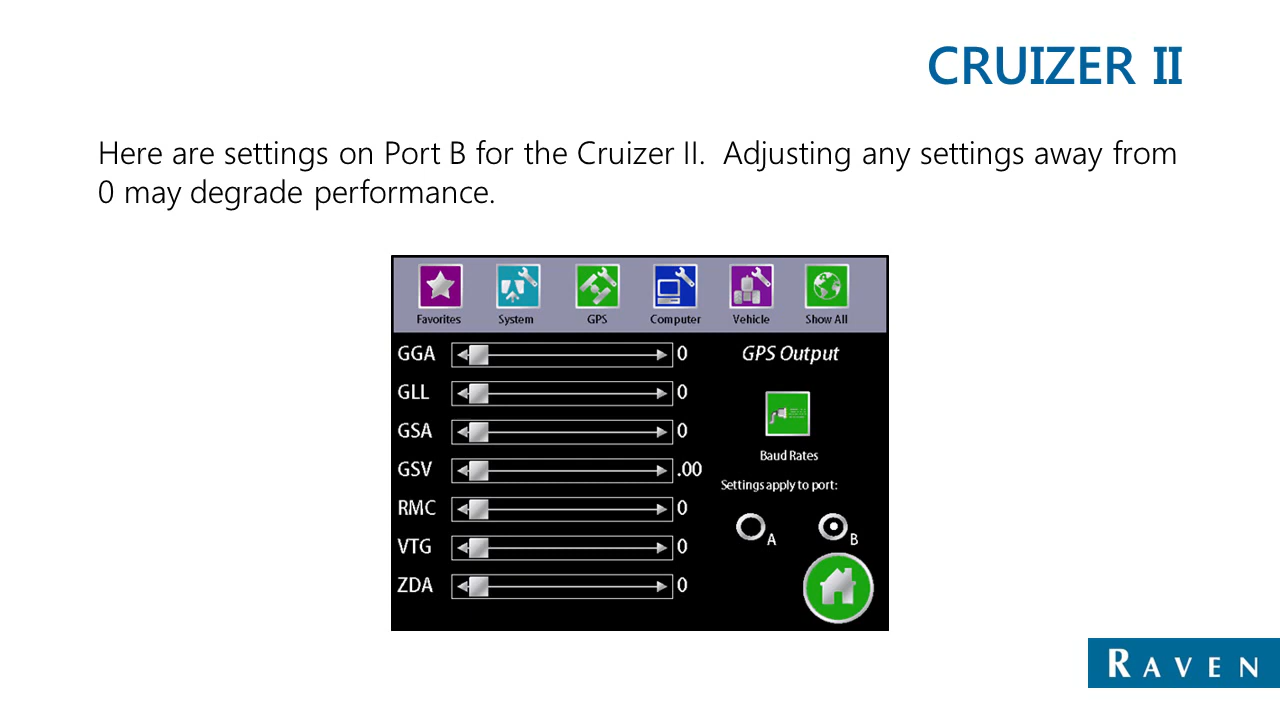 CRUIZER II
Here are settings on Port B for the Cruizer II.  Adjusting any settings away from
0 may degrade performance.
Favorites System GPS Computer Vehicle Show All
GGA 0 GPS Output
GLL 0
GSA 0
Baud Rates
GSV .00
Settings apply to port:
RMC 0
A B
VTG 0
ZDA 0
RAVEN